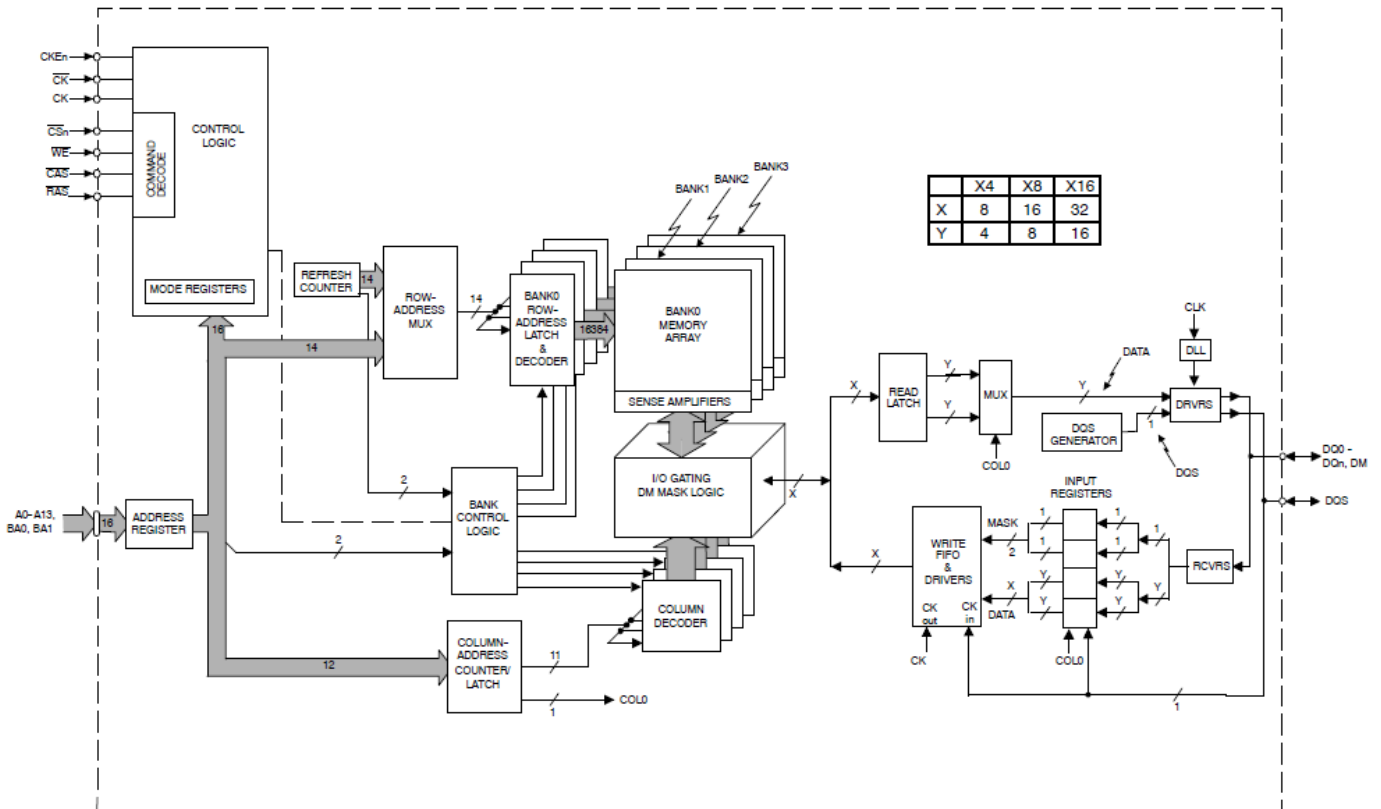 CKEn
CK
CK
CSn
WE
CAS
RAS
COMMAND
DECODE
CONTROL
LOGIC
MODE REGISTERS
16
REFRESH
COUNTER
14
14
ROW-
ADDRESS
MUX
14
BANK0
ROW-
ADDRESS
LATCH
&
DECODER
16384
BANK1
BANK2
BANK3
BANK0
MEMORY
ARRAY
SENSE AMPLIFIERS
I/O GATING
DM MASK LOGIC
X
2
2
BANK
CONTROL
LOGIC
A0-A13,
BA0, BA1
16
ADDRESS
REGISTER
12
COLUMN-
ADDRESS
COUNTER/
LATCH
11
1
COL0
COLUMN
DECODER
X4 X8 X16
X 8 16 32
Y 4 8 16
X
READ
LATCH
Y
Y
MUX
COL0
Y
DATA
CLK
DLL
DRVRS
DQS
GENERATOR
1
DQS
DQ0 -
DQn, DM
DQS
INPUT
REGISTERS
X
WRITE
FIFO
&
DRIVERS
CK
out
CK
in
CK
MASK
2
X
DATA
1
1
Y
Y
1
1
Y
Y
1
Y
RCVRS
COL0
1